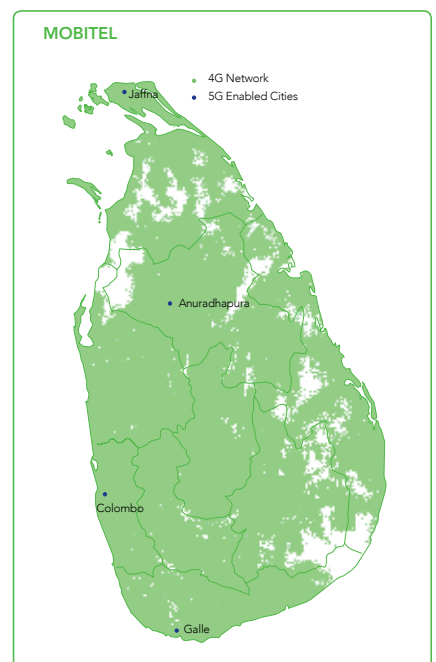 MOBITEL
4G Network
5G Enabled Cities
Jaffna
Anuradhapura
Colombo
Galle